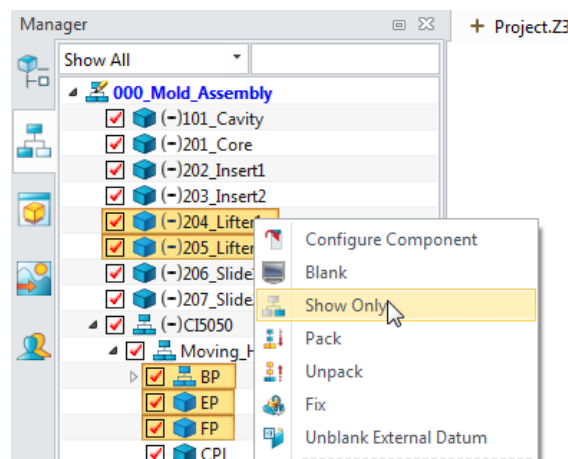 Manager
Project.Z3
Show All
000_Mold_Assembly
(-)101_Cavity
(-)201_Core
(-)202_Insert1
(-)203_Insert2
(-)204_Lifter1
(-)205_Lifter
(-)206_Slide
(-)207_Slide
(-)CI5050
Moving_H
BP
EP
FP
CPL
Configure Component
Blank
Show Only
Pack
Unpack
Fix
Unblank External Datum